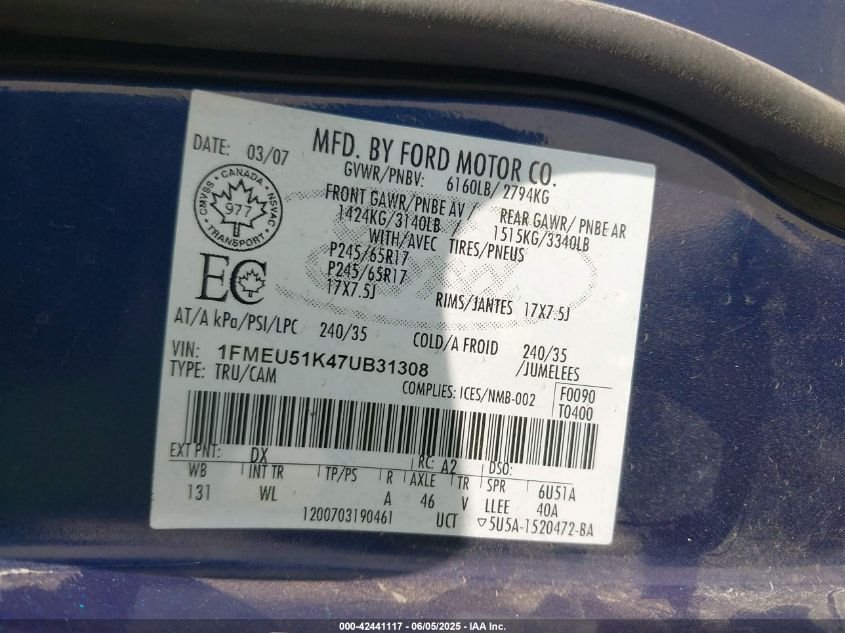 DATE: 03/07
MFD. BY FORD MOTOR CO.
GVWR/PNBV: 6160LB/ 2794KG
CMVSS CANADA NSVAC
977
TRANSPORT
FRONT GAWR/PNBE AV / REAR GAWR/ PNBE AR
1424KG/3140LB / 1515KG/3340LB
WITH/AVEC TIRES/PNEUS
P245/65R17
P245/65R17
17X7.5J RIMS/JANTES 17X7.5J
EC
AT/A kPa/PSI/LPC 240/35 COLD/A FROID 240/35
VIN: 1FMEU51K47UB31308 /JUMELEES
TYPE: TRU/CAM COMPLIES: ICES/NMB-002
F0090
T0400
EXT PNT: DX RC: A2 DSO:
WB INT TR TP/PS R AXLE TR SPR 6U51A
131 WL A 46 V LLEE 40A
1200703190461 UCT ▽5U5A-1520472-BA
000-42441117 - 06/05/2025 - IAA Inc.